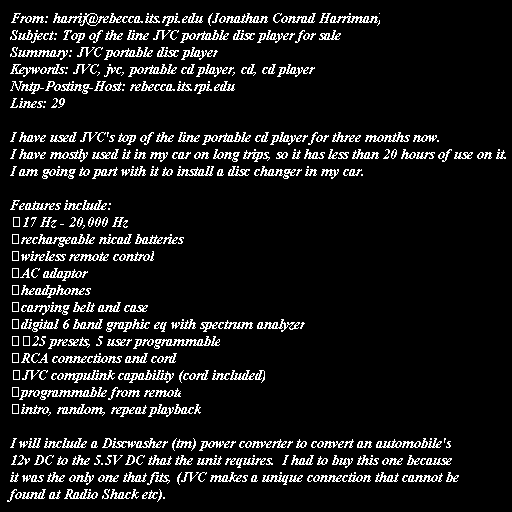 From: harrij@rebecca.its.rpi.edu (Jonathan Conrad Harriman)
Subject: Top of the line JVC portable disc player for sale
Summary: JVC portable disc player
Keywords: JVC, jvc, portable cd player, cd, cd player
Nntp-Posting-Host: rebecca.its.rpi.edu
Lines: 29

I have used JVC's top of the line portable cd player for three months now.
I have mostly used it in my car on long trips, so it has less than 20 hours of use on it.
I am going to part with it to install a disc changer in my car.

Features include:
17 Hz - 20,000 Hz
rechargeable nicad batteries
wireless remote control
AC adaptor
headphones
carrying belt and case
digital 6 band graphic eq with spectrum analyzer
25 presets, 5 user programmable
RCA connections and cord
JVC compulink capability (cord included)
programmable from remote
intro, random, repeat playback

I will include a Discwasher (tm) power converter to convert an automobile's
12v DC to the 5.5V DC that the unit requires.  I had to buy this one because
it was the only one that fits, (JVC makes a unique connection that cannot be
found at Radio Shack etc).